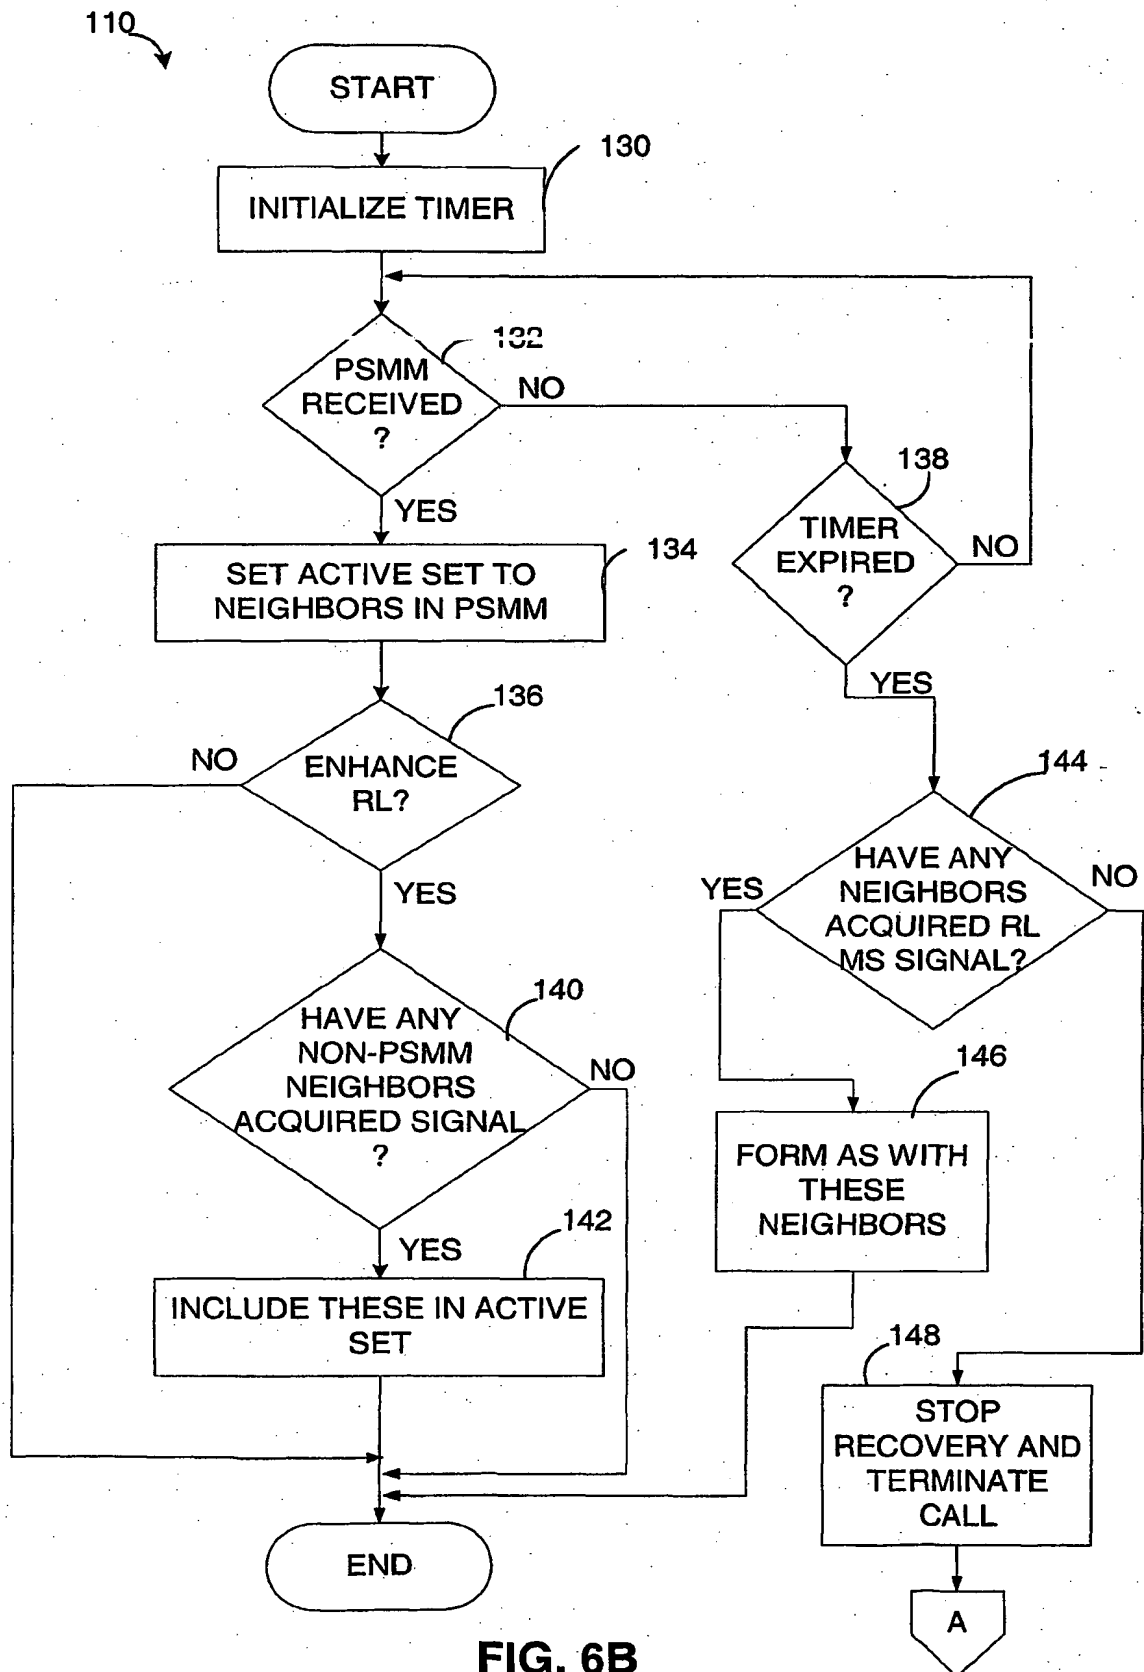 110
START
130
INITIALIZE TIMER
132
PSMM
RECEIVED
?
NO
YES
138
TIMER
EXPIRED
?
NO
YES
134
SET ACTIVE SET TO
NEIGHBORS IN PSMM
136
NO
ENHANCE
RL?
YES
144
YES
HAVE ANY
NEIGHBORS
ACQUIRED RL
MS SIGNAL?
NO
140
HAVE ANY
NON-PSMM
NEIGHBORS
ACQUIRED SIGNAL
?
NO
YES
146
FORM AS WITH
THESE
NEIGHBORS
142
INCLUDE THESE IN ACTIVE
SET
148
STOP
RECOVERY AND
TERMINATE
CALL
END
A
FIG. 6B